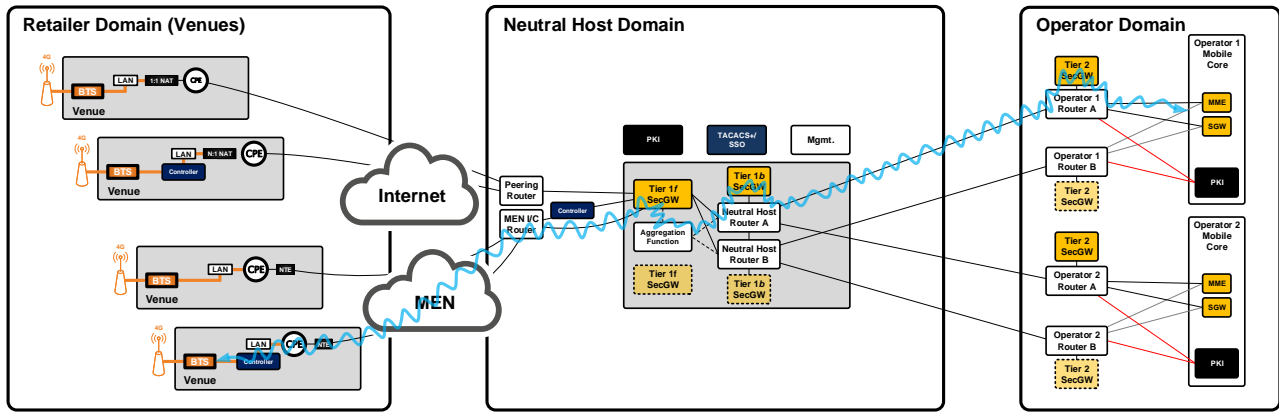 Retailer Domain (Venues)
4G
BTS
LAN
1:1 NAT
CPE
Venue
4G
BTS
LAN
N:1 NAT
CPE
Controller
Venue
4G
BTS
LAN
CPE
NTE
Venue
4G
BTS
LAN
CPE
NTE
Controller
Venue
Internet
MEN
Neutral Host Domain
Peering
Router
MEN I/C
Router
Controller
PKI
TACACS+/
SSO
Mgmt.
Tier 1f
SecGW
Aggregation
Function
Tier 1f
SecGW
Tier 1b
SecGW
Neutral Host
Router A
Neutral Host
Router B
Tier 1b
SecGW
Operator Domain
Tier 2
SecGW
Operator 1
Router A
Operator 1
Router B
Tier 2
SecGW
Operator 1
Mobile
Core
MME
SGW
PKI
Tier 2
SecGW
Operator 2
Router A
Operator 2
Router B
Tier 2
SecGW
Operator 2
Mobile
Core
MME
SGW
PKI